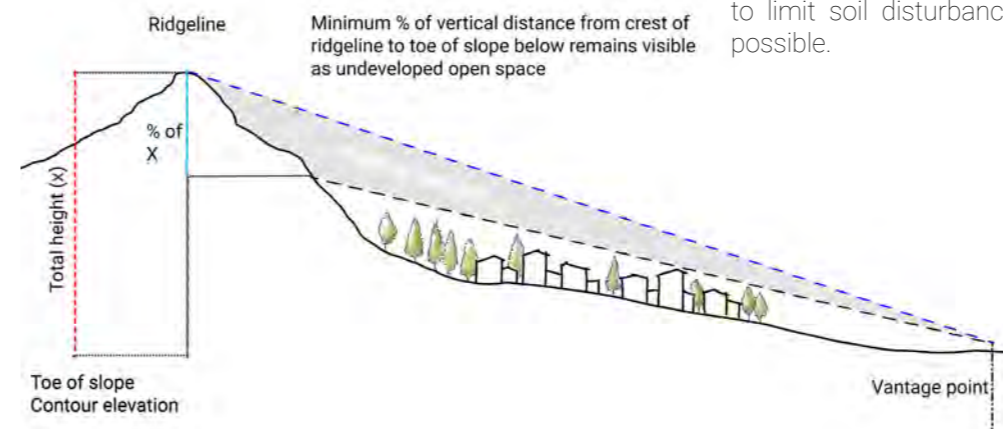 Ridgeline
Minimum % of vertical distance from crest of
ridgeline to toe of slope below remains visible
as undeveloped open space
to limit soil disturbanc
possible.
% of
X
Total height (x)
Toe of slope
Contour elevation
Vantage point